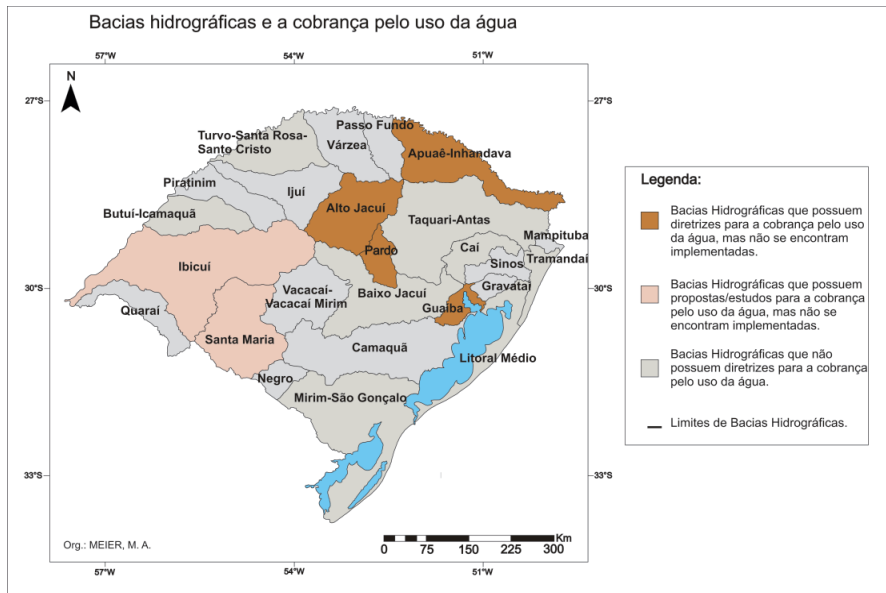 Bacias hidrográficas e a cobrança pelo uso da água
57°W
54°W
51°W
N
27°S
27°S
Passo Fundo
Turvo-Santa Rosa-
Santo Cristo
Várzea
Apuaê-Inhandava
Piratinim
Ijuí
Butuí-Icamaquã
Alto Jacuí
Taquari-Antas
Mampituba
Pardo
Caí
Tramandaí
Ibicuí
Sinos
30°S
30°S
Vacacaí-
Vacacaí Mirim
Baixo Jacuí
Gravataí
Quaraí
Guaíba
Santa Maria
Camaquã
Litoral Médio
Negro
Mirim-São Gonçalo
33°S
33°S
Km
0 75 150 225 300
Org.: MEIER, M. A.
57°W
54°W
51°W
Legenda:
Bacias Hidrográficas que possuem
diretrizes para a cobrança pelo uso
da água, mas não se encontram
implementadas.
Bacias Hidrográficas que possuem
propostas/estudos para a cobrança
pelo uso da água, mas não se
encontram implementadas.
Bacias Hidrográficas que não
possuem diretrizes para a cobrança
pelo uso da água.
Limites de Bacias Hidrográficas.